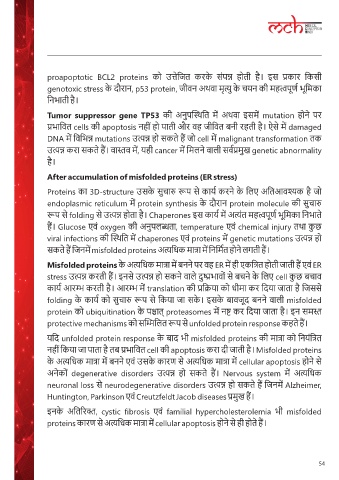 mch
proapoptotic BCL2 proteins को उत्तेजित करके संपन्न होती है। इस प्रकार किसी
genotoxic stress के दौरान, p53 protein, जीवन अथवा मृत्यु के चयन की महत्वपूर्ण भूमिका
निभाती है।
Tumor suppressor gene TP53 की अनुपस्थिति में अथवा इसमें mutation होने पर
प्रभावित cells की apoptosis नहीं हो पाती और वह जीवित बनी रहती है। ऐसे में damaged
DNA में विभिन्न mutations उत्पन्न हो सकते हैं जो cell में malignant transformation तक
उत्पन्न करा सकते हैं। वास्तव में, यही cancer में मिलने वाली सर्वप्रमुख genetic abnormality
है।
After accumulation of misfolded proteins (ER stress)
Proteins का 3D-structure उसके सुचारु रूप से कार्य करने के लिए अतिआवश्यक है जो
endoplasmic reticulum में protein synthesis के दौरान protein molecule की सुचारु
रूप से folding से उत्पन्न होता है। Chaperones इस कार्य में अत्यंत महत्वपूर्ण भूमिका निभाते
हैं। Glucose एवं oxygen की अनुपलब्धता, temperature एवं chemical injury तथा कुछ
viral infections की स्थिति में chaperones एवं proteins में genetic mutations उत्पन्न हो
सकते हैं जिनमें misfolded proteins अत्यधिक मात्रा में निर्मित होने लगती हैं।
Misfolded proteins के अत्यधिक मात्रा में बनने पर वह ER में ही एकत्रित होती जाती हैं एवं ER
stress उत्पन्न करती हैं। इनसे उत्पन्न हो सकने वाले दुष्प्रभावों से बचने के लिए cell कुछ बचाव
कार्य आरम्भ करती है। आरम्भ में translation की प्रक्रिया को धीमा कर दिया जाता है जिससे
folding के कार्य को सुचारु रूप से किया जा सके। इसके बावजूद बनने वाली misfolded
protein को ubiquitination के पश्चात् proteasomes में नष्ट कर दिया जाता है। इन समस्त
protective mechanisms को सम्मिलित रूप से unfolded protein response कहते हैं।
यदि unfolded protein response के बाद भी misfolded proteins की मात्रा को नियंत्रित
नहीं किया जा पाता है तब प्रभावित cell की apoptosis करा दी जाती है। Misfolded proteins
के अत्यधिक मात्रा में बनने एवं उसके कारण से अत्यधिक मात्रा में cellular apoptosis होने से
अनेकों degenerative disorders उत्पन्न हो सकते हैं। Nervous system में अत्यधिक
neuronal loss से neurodegenerative disorders उत्पन्न हो सकते हैं जिनमें Alzheimer,
Huntington, Parkinson एवं Creutzfeldt Jacob diseases प्रमुख हैं।
इनके अतिरिक्त, cystic fibrosis एवं familial hypercholesterolemia भी misfolded
proteins कारण से अत्यधिक मात्रा में cellular apoptosis होने से ही होते हैं।
54